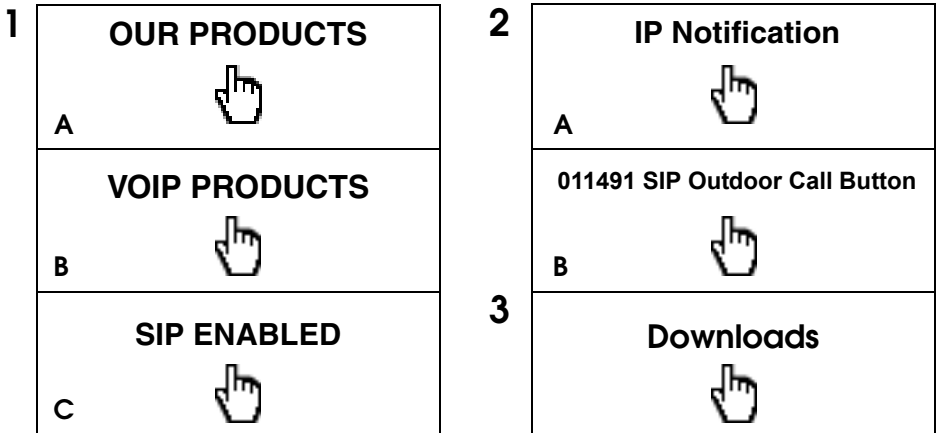 1
OUR PRODUCTS
A
VOIP PRODUCTS
B
SIP ENABLED
C
2
IP Notification
A
011491 SIP Outdoor Call Button
B
3
Downloads